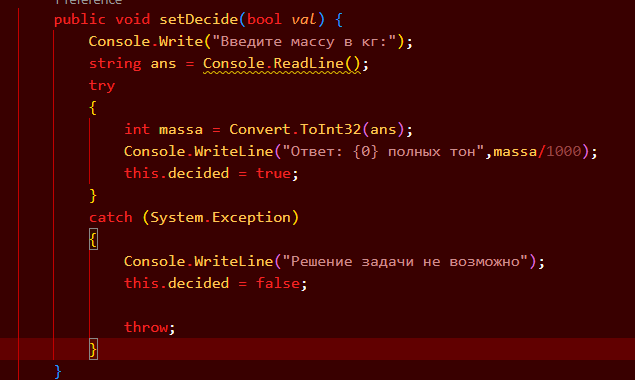 1 reference
public void setDecide(bool val) {
Console.Write("Введите массу в кг:");
string ans = Console.ReadLine();
try
{
int massa = Convert.ToInt32(ans);
Console.WriteLine("Ответ: {0} полных тон",massa/1000);
this.decided = true;
}
catch (System.Exception)
{
Console.WriteLine("Решение задачи не возможно");
this.decided = false;
throw;
}
}